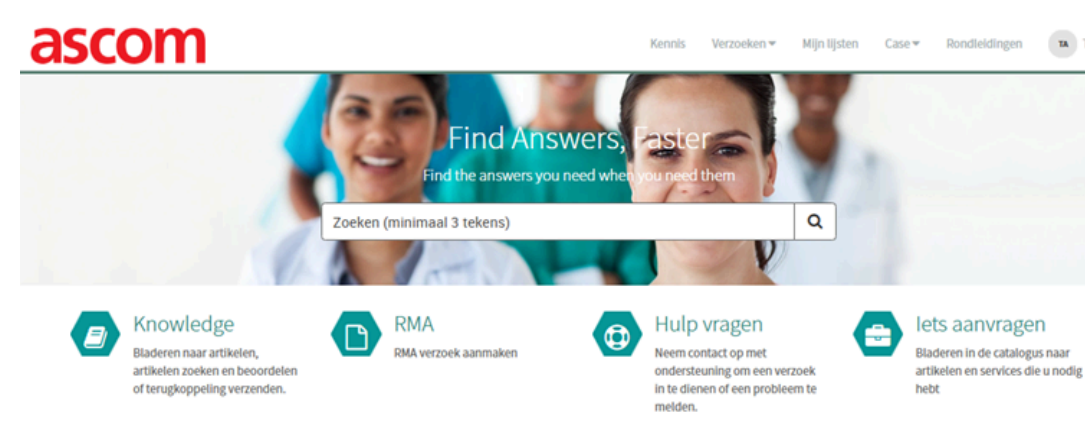 ascom
Kennis Verzoeken Mijn lijsten Case Rondleidingen TA
Find Answers, Faster
Find the answers you need when you need them
Zoeken (minimaal 3 tekens)
Knowledge
Bladeren naar artikelen,
artikelen zoeken en beoordelen
of terugkoppeling verzenden.
RMA
RMA verzoek aanmaken
Hulp vragen
Neem contact op met
ondersteuning om een verzoek
in te dienen of een probleem te
melden.
Iets aanvragen
Bladeren in de catalogus naar
artikelen en services die u nodig
hebt